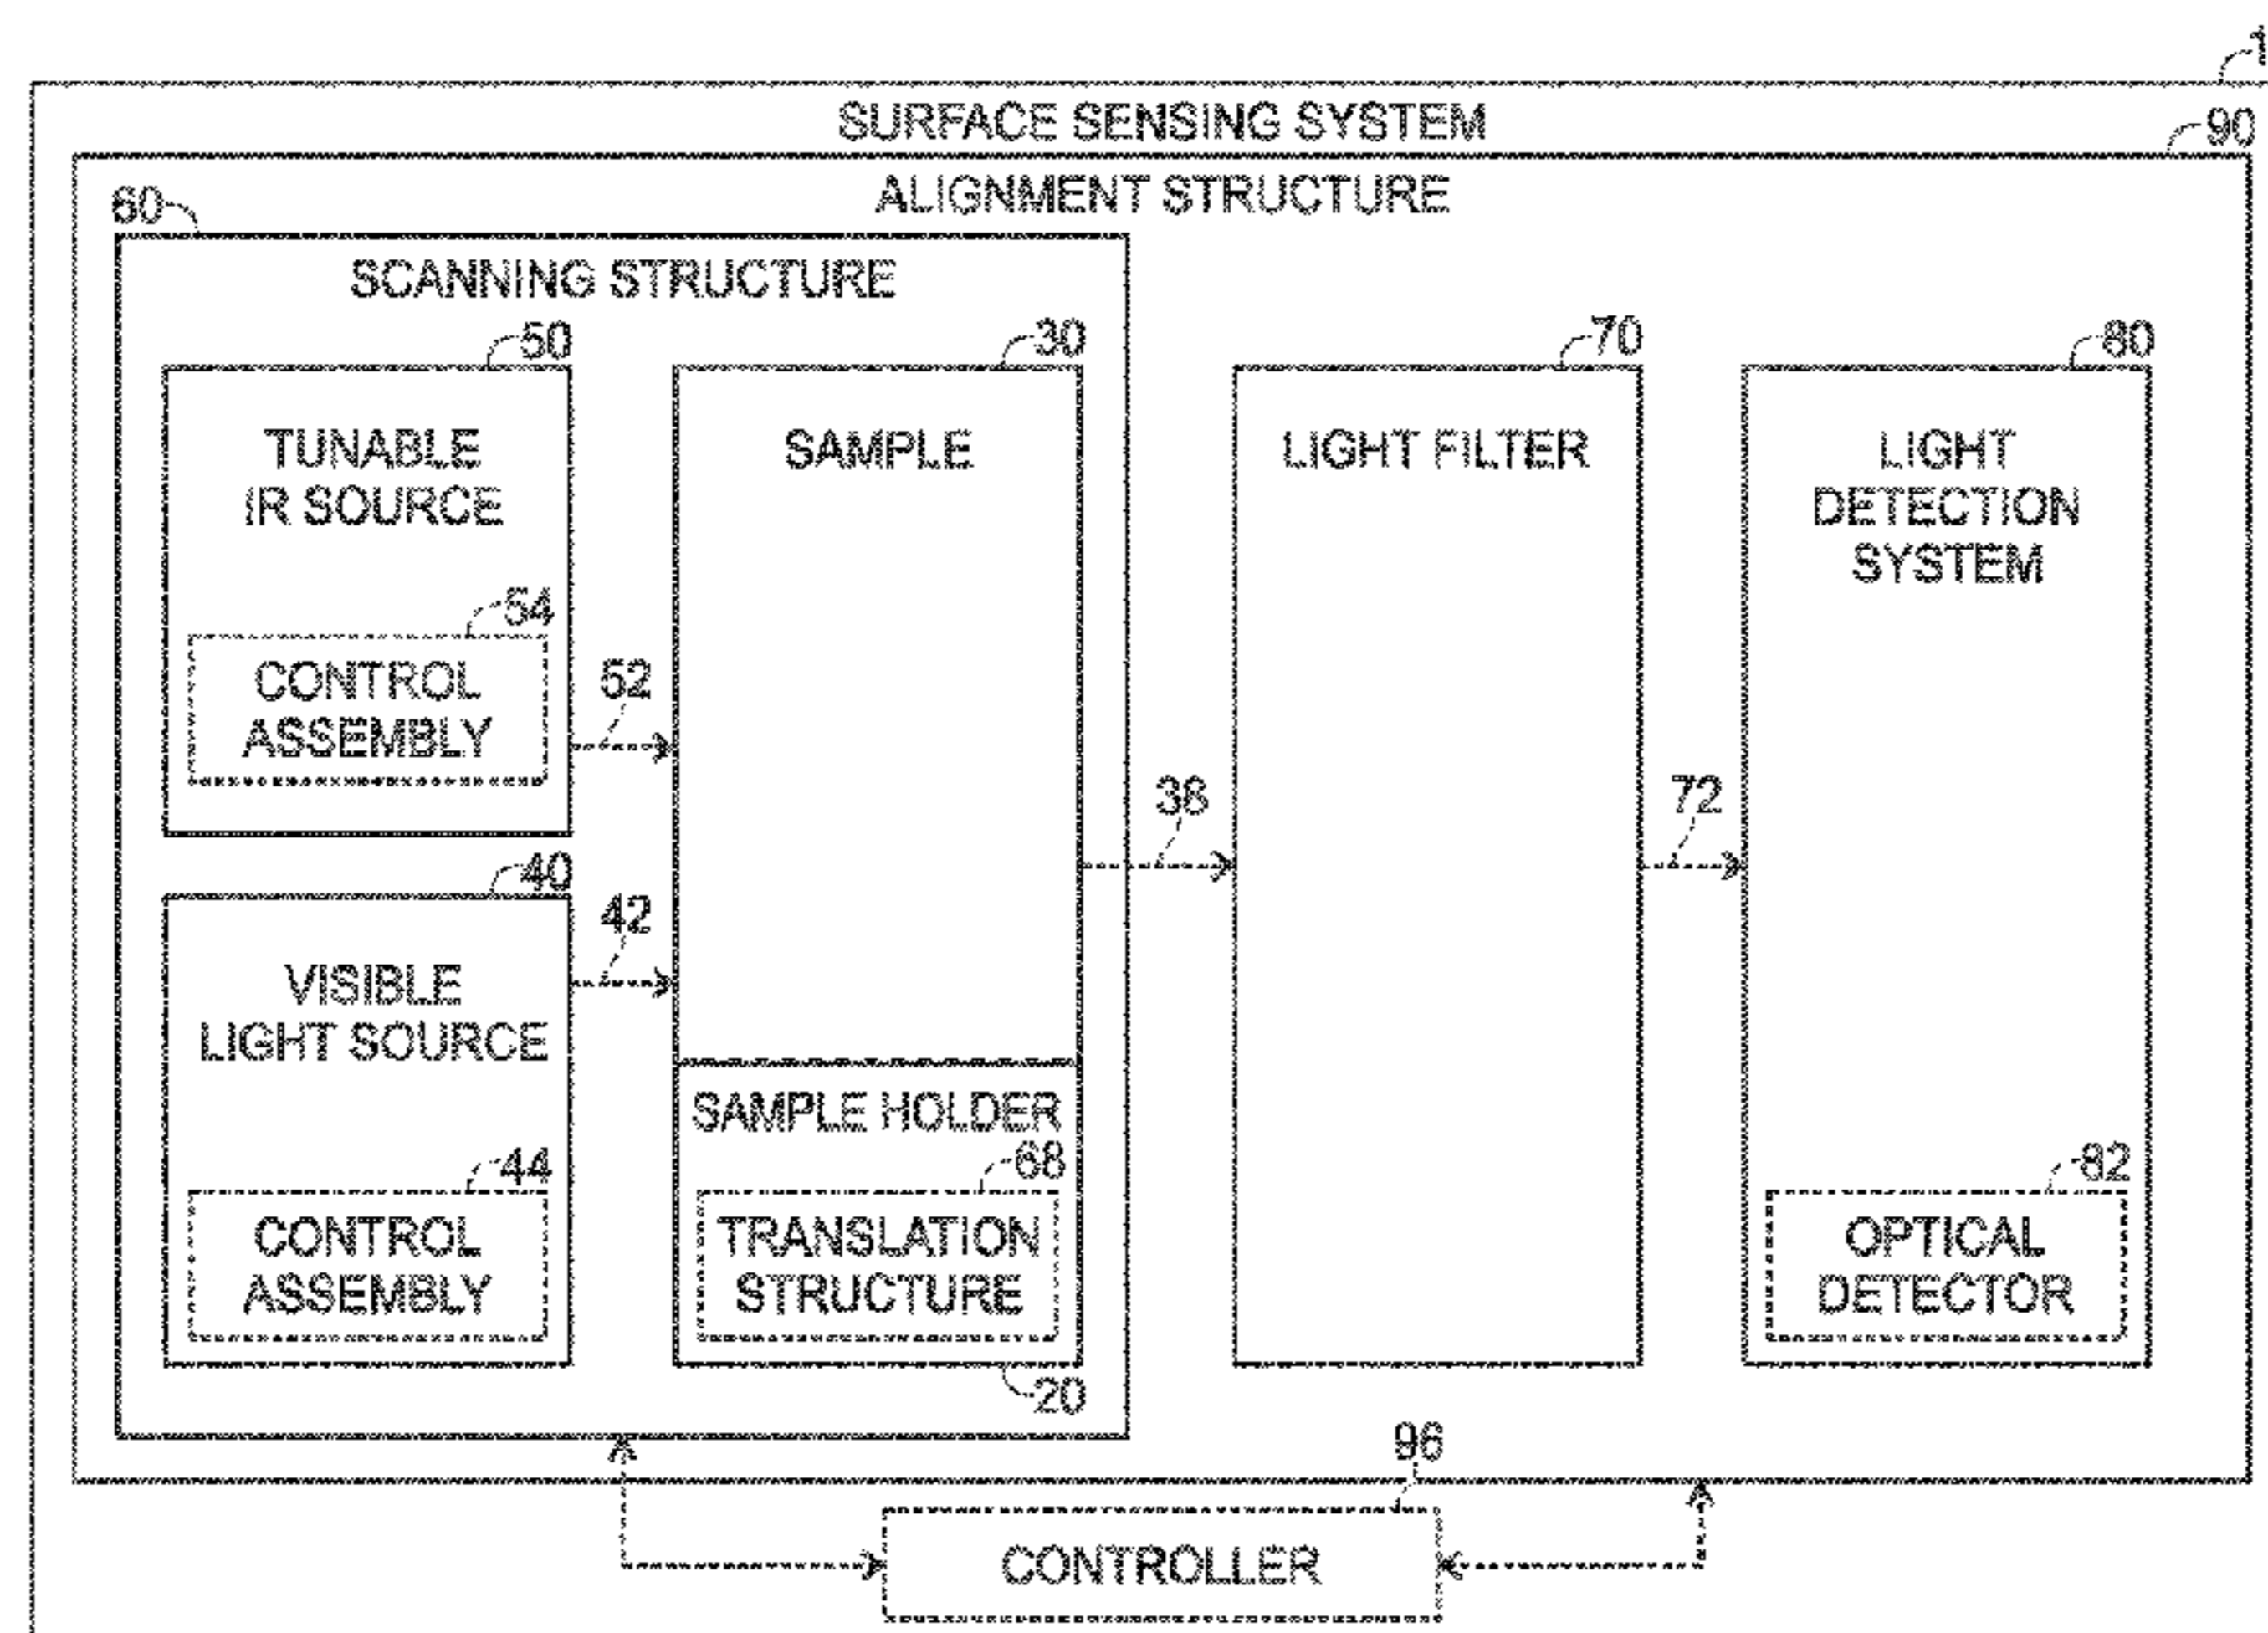 SURFACE SENSING SYSTEM
90
ALIGNMENT STRUCTURE
60
SCANNING STRUCTURE
50
30
70
80
TUNABLE
IR SOURCE
SAMPLE
LIGHT FILTER
LIGHT
DETECTION
SYSTEM
54
CONTROL
ASSEMBLY
52
38
72
40
42
VISIBLE
LIGHT SOURCE
SAMPLE HOLDER
44
68
82
CONTROL
ASSEMBLY
TRANSLATION
STRUCTURE
OPTICAL
DETECTOR
20
96
CONTROLLER